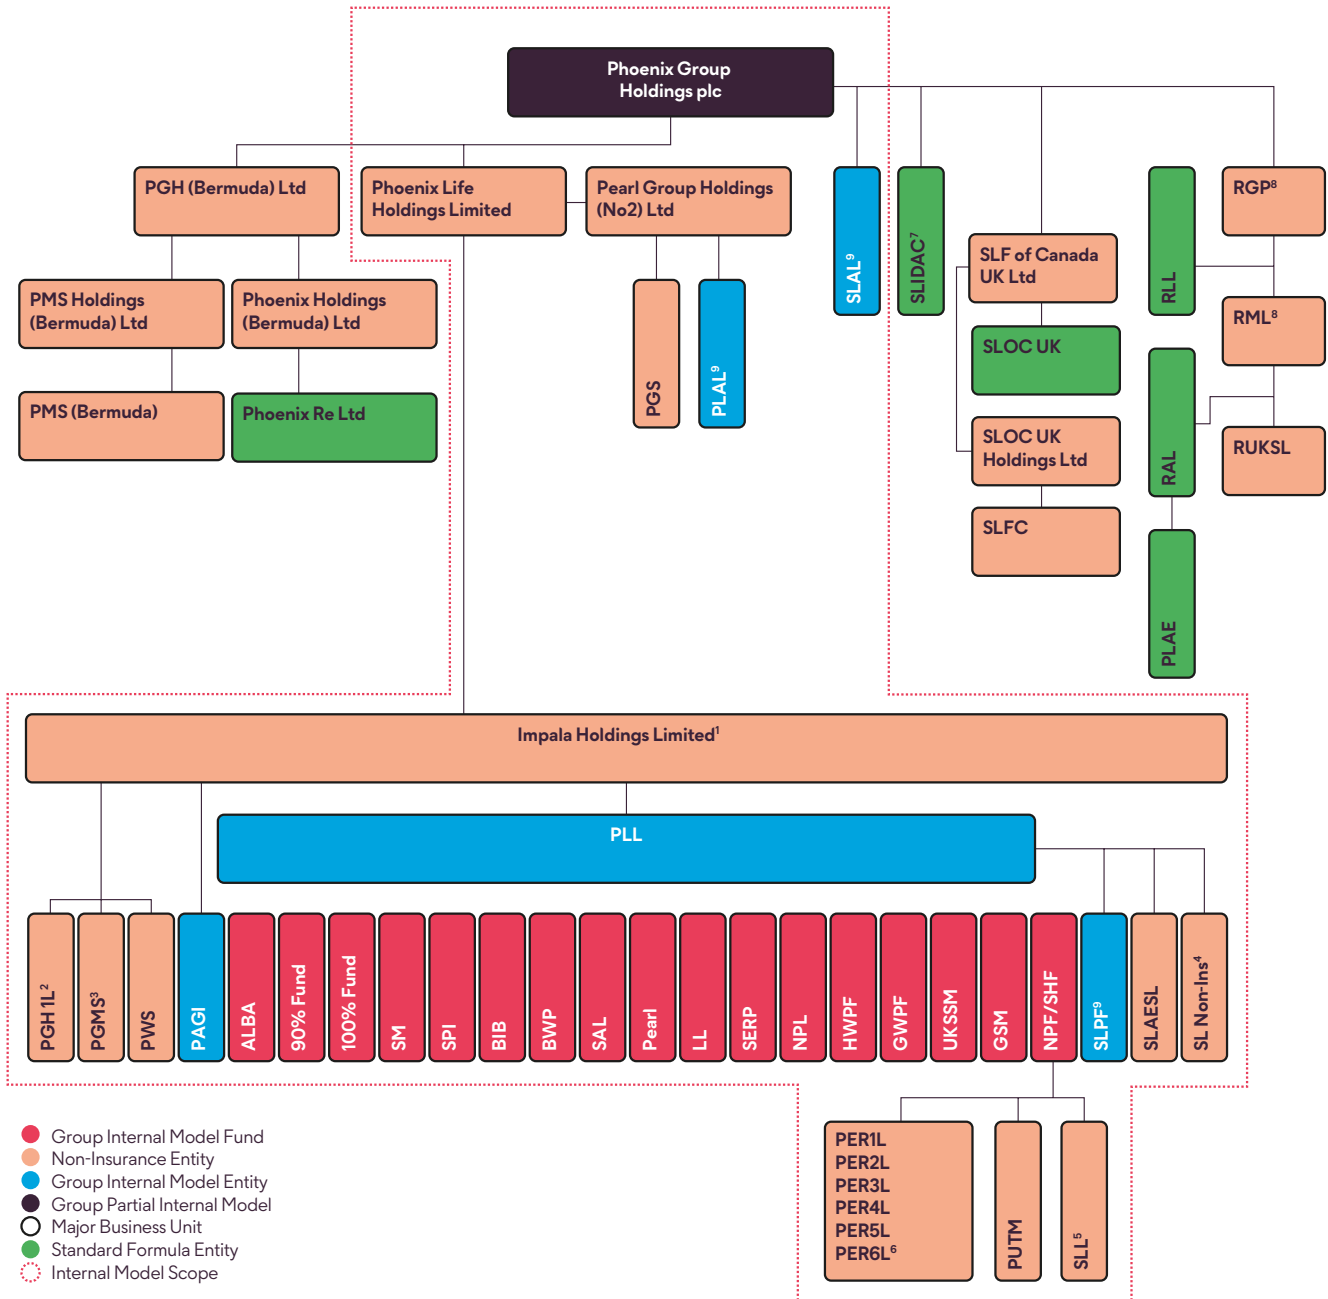 Phoenix Group
Holdings plc
PGH (Bermuda) Ltd
Phoenix Life
Holdings Limited
Pearl Group Holdings
(No2) Ltd
SLAL⁹
SLIDAC⁷
RLL
RGP⁸
SLF of Canada
UK Ltd
PMS Holdings
(Bermuda) Ltd
Phoenix Holdings
(Bermuda) Ltd
PGS
PLAL⁹
RML⁸
SLOC UK
RAL
PMS (Bermuda)
Phoenix Re Ltd
SLOC UK
Holdings Ltd
RUKSL
SLFC
PLAE
Impala Holdings Limited¹
PLL
PGH 1L²
PGMS³
PWS
PAGI
ALBA
90% Fund
100% Fund
SM
SPI
BIB
BWP
SAL
Pearl
LL
SERP
NPL
HWPF
GWPF
UKSSM
GSM
NPF/SHF
SLPF⁹
SLAESL
SL Non-Ins⁴
PER1L
PER2L
PER3L
PER4L
PER5L
PER6L⁶
PUTM
SLL⁵
Group Internal Model Fund
Non-Insurance Entity
Group Internal Model Entity
Group Partial Internal Model
Major Business Unit
Standard Formula Entity
Internal Model Scope